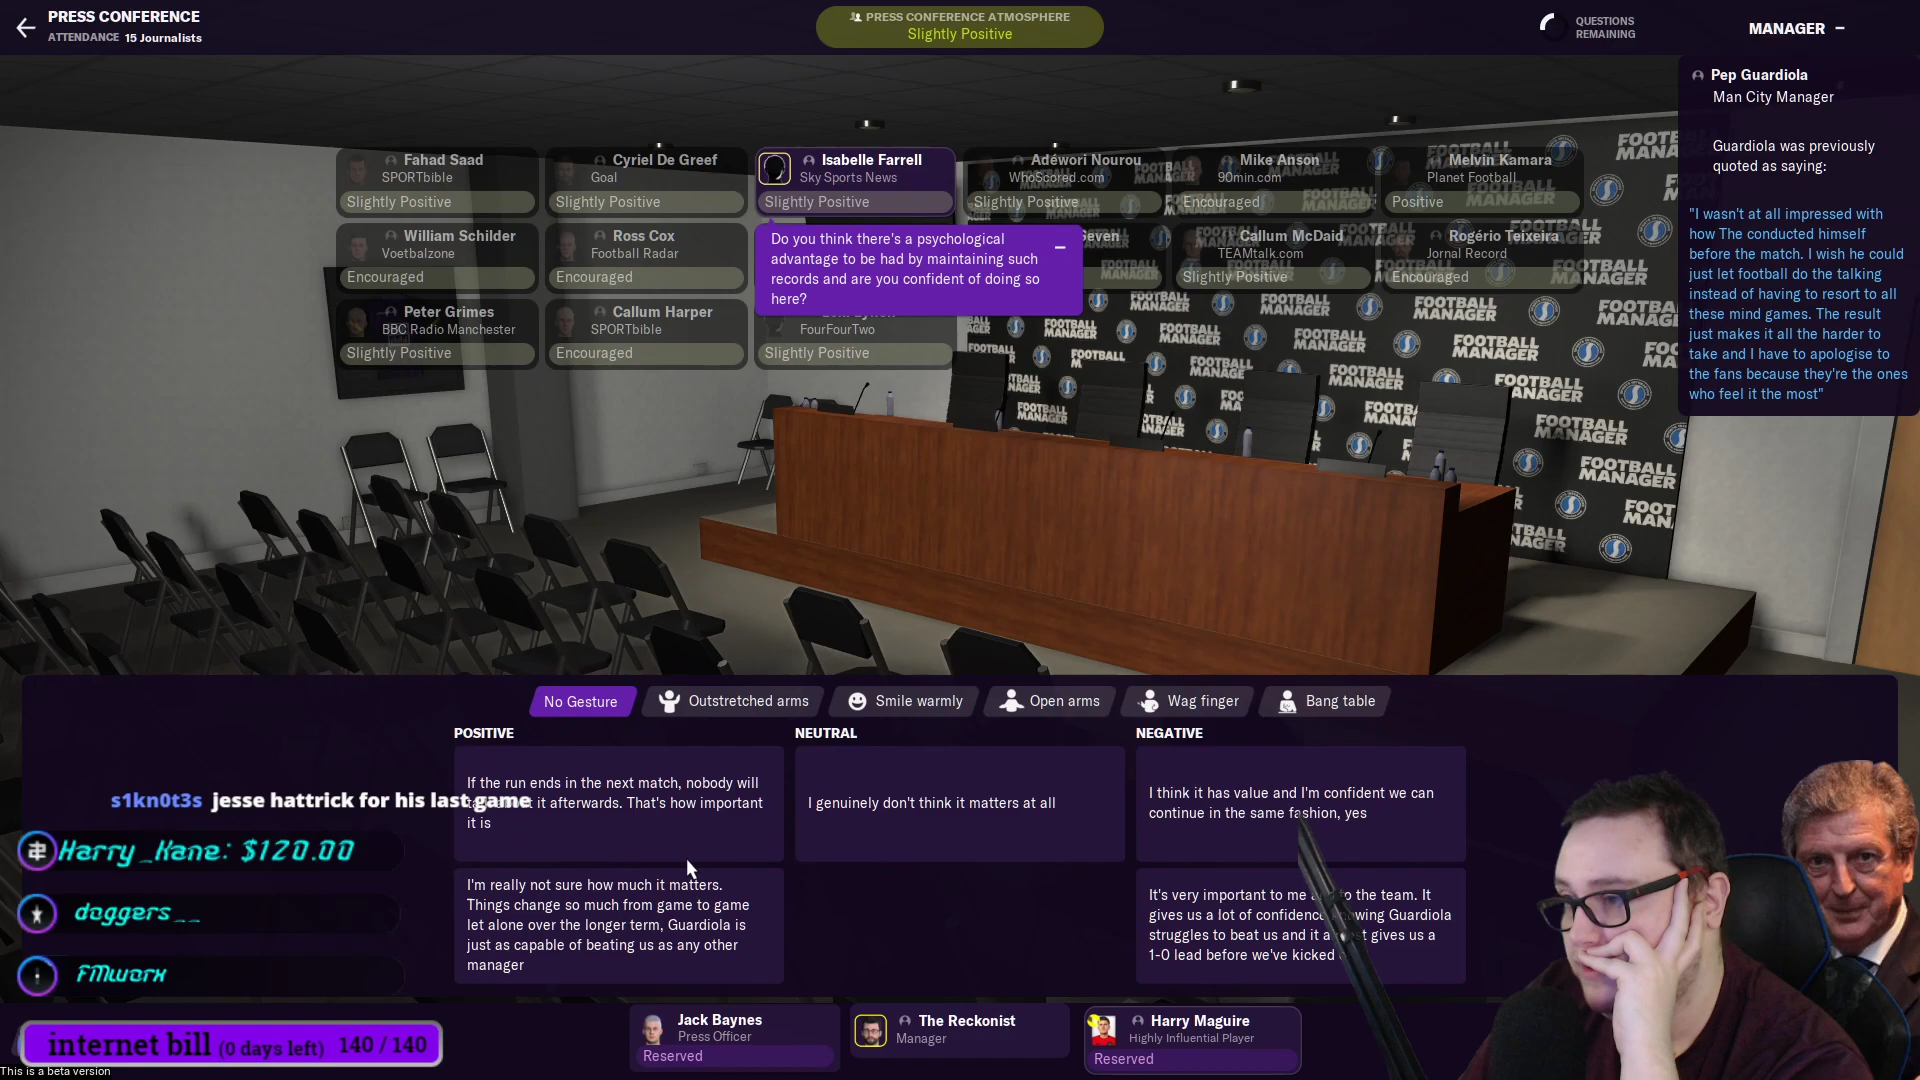 PRESS CONFERENCE
ATTENDANCE 15 Journalists
PRESS CONFERENCE ATMOSPHERE
Slightly Positive
QUESTIONS
REMAINING
MANAGER –
Pep Guardiola
Man City Manager
Guardiola was previously
quoted as saying:
"I wasn't at all impressed with
how The conducted himself
before the match. I wish he could
just let football do the talking
instead of having to resort to all
these mind games. The result
just makes it all the harder to
take and I have to apologise to
the fans because they're the ones
who feel it the most"
Fahad Saad
SPORTbible
Slightly Positive
Cyriel De Greef
Goal
Slightly Positive
Isabelle Farrell
Sky Sports News
Slightly Positive
Adéwori Nourou
WhoScored.com
Slightly Positive
Mike Anson
90min.com
Encouraged
Melvin Kamara
Planet Football
Positive
William Schilder
Voetbalzone
Encouraged
Ross Cox
Football Radar
Encouraged
Do you think there's a psychological
advantage to be had by maintaining such
records and are you confident of doing so
here?
Callum McDaid
TEAMtalk.com
Slightly Positive
Rogério Teixeira
Jornal Record
Encouraged
Peter Grimes
BBC Radio Manchester
Slightly Positive
Callum Harper
SPORTbible
Encouraged
FourFourTwo
Slightly Positive
FOOTBALL
MANAGER
No Gesture
Outstretched arms
Smile warmly
Open arms
Wag finger
Bang table
POSITIVE
NEUTRAL
NEGATIVE
If the run ends in the next match, nobody will
it afterwards. That's how important
it is
I genuinely don't think it matters at all
I think it has value and I'm confident we can
continue in the same fashion, yes
I'm really not sure how much it matters.
Things change so much from game to game
let alone over the longer term, Guardiola is
just as capable of beating us as any other
manager
It's very important to me to the team. It
gives us a lot of confidence Guardiola
struggles to beat us and it gives us a
1-0 lead before we've kicked
s1kn0t3s jesse hattrick for his last game
Harry_Kane: $120.00
daggers__
FMworx
internet bill (0 days left) 140 / 140
This is a beta version
Jack Baynes
Press Officer
Reserved
The Reckonist
Manager
Harry Maguire
Highly Influential Player
Reserved